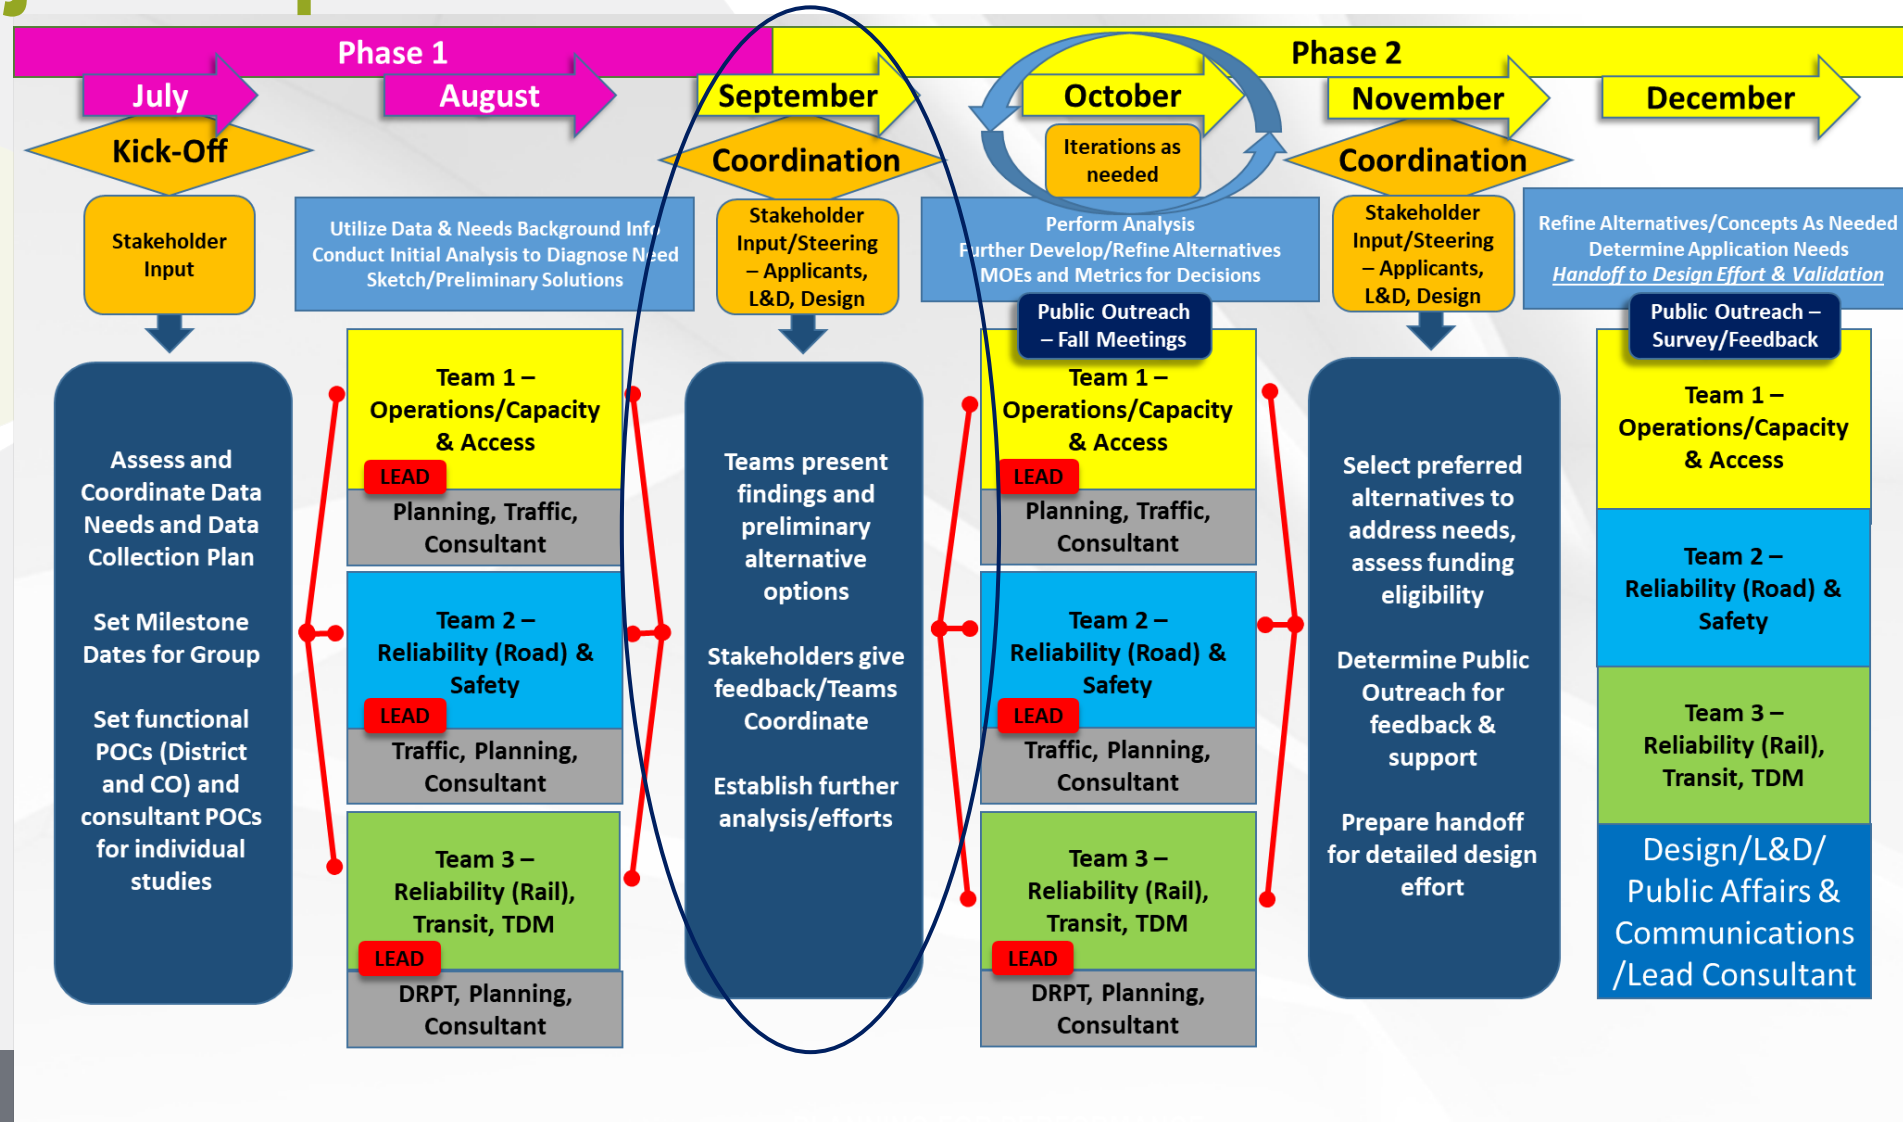 Phase 1
Phase 2
July
August
September
October
November
December
Kick-Off
Stakeholder
Input
Assess and
Coordinate Data
Needs and Data
Collection Plan
Set Milestone
Dates for Group
Set functional
POCs (District
and CO) and
consultant POCs
for individual
studies
Utilize Data & Needs Background Info
Conduct Initial Analysis to Diagnose Need
Sketch/Preliminary Solutions
Team 1 –
Operations/Capacity
& Access
LEAD
Planning, Traffic,
Consultant
Team 2 –
Reliability (Road) &
Safety
LEAD
Traffic, Planning,
Consultant
Team 3 –
Reliability (Rail),
Transit, TDM
LEAD
DRPT, Planning,
Consultant
Coordination
Stakeholder
Input/Steering
– Applicants,
L&D, Design
Teams present
findings and
preliminary
alternative
options
Stakeholders give
feedback/Teams
Coordinate
Establish further
analysis/efforts
Iterations as
needed
Perform Analysis
Further Develop/Refine Alternatives
MOEs and Metrics for Decisions
Public Outreach
– Fall Meetings
Team 1 –
Operations/Capacity
& Access
LEAD
Planning, Traffic,
Consultant
Team 2 –
Reliability (Road) &
Safety
LEAD
Traffic, Planning,
Consultant
Team 3 –
Reliability (Rail),
Transit, TDM
LEAD
DRPT, Planning,
Consultant
Coordination
Stakeholder
Input/Steering
– Applicants,
L&D, Design
Select preferred
alternatives to
address needs,
assess funding
eligibility
Determine Public
Outreach for
feedback &
support
Prepare handoff
for detailed design
effort
Refine Alternatives/Concepts As Needed
Determine Application Needs
Handoff to Design Effort & Validation
Public Outreach –
Survey/Feedback
Team 1 –
Operations/Capacity
& Access
Team 2 –
Reliability (Road) &
Safety
Team 3 –
Reliability (Rail),
Transit, TDM
Design/L&D/
Public Affairs &
Communications
/Lead Consultant